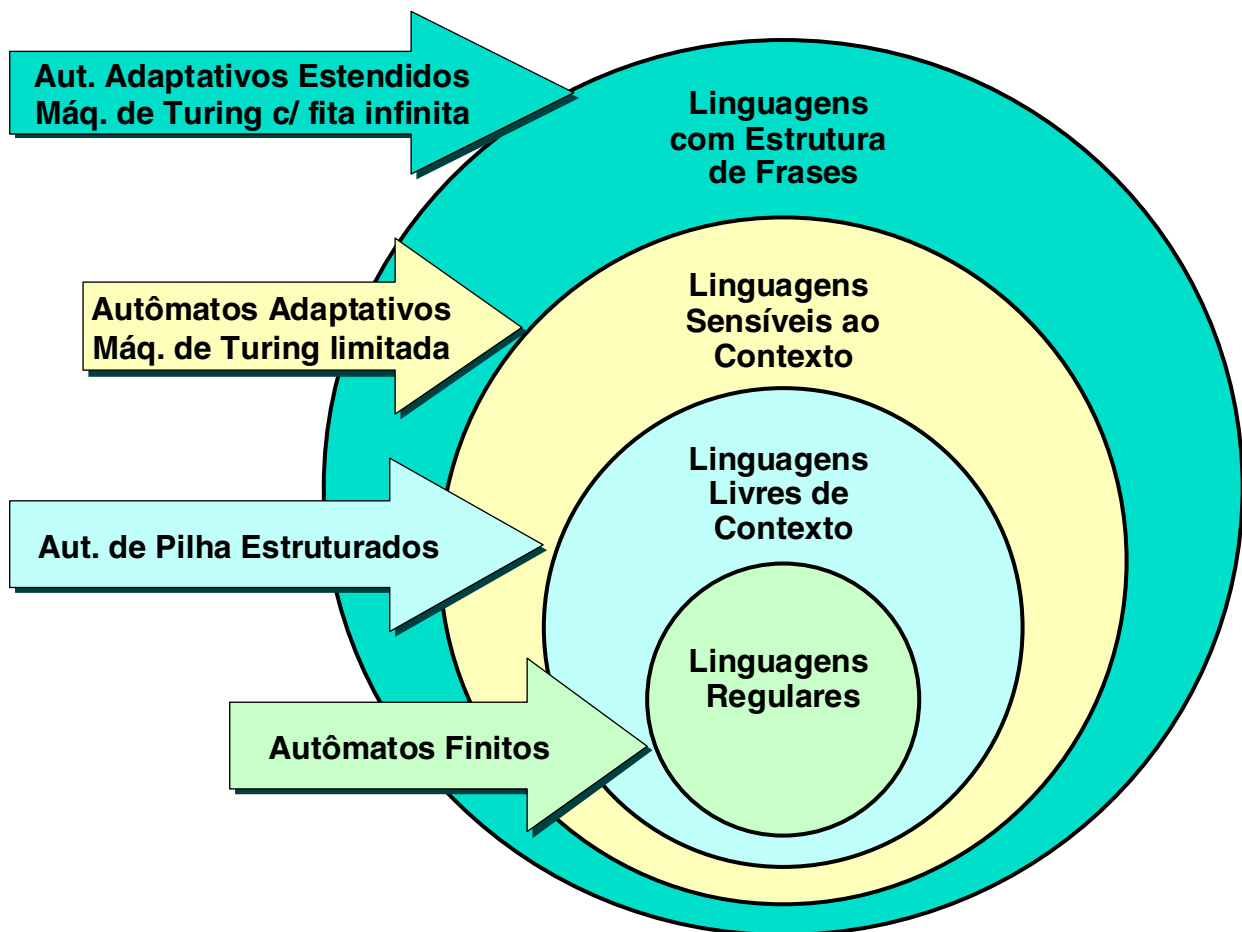 Aut. Adaptativos Estendidos
Máq. de Turing c/ fita infinita
Linguagens
com Estrutura
de Frases
Autômatos Adaptativos
Máq. de Turing limitada
Linguagens
Sensíveis ao
Contexto
Aut. de Pilha Estruturados
Linguagens
Livres de
Contexto
Autômatos Finitos
Linguagens
Regulares